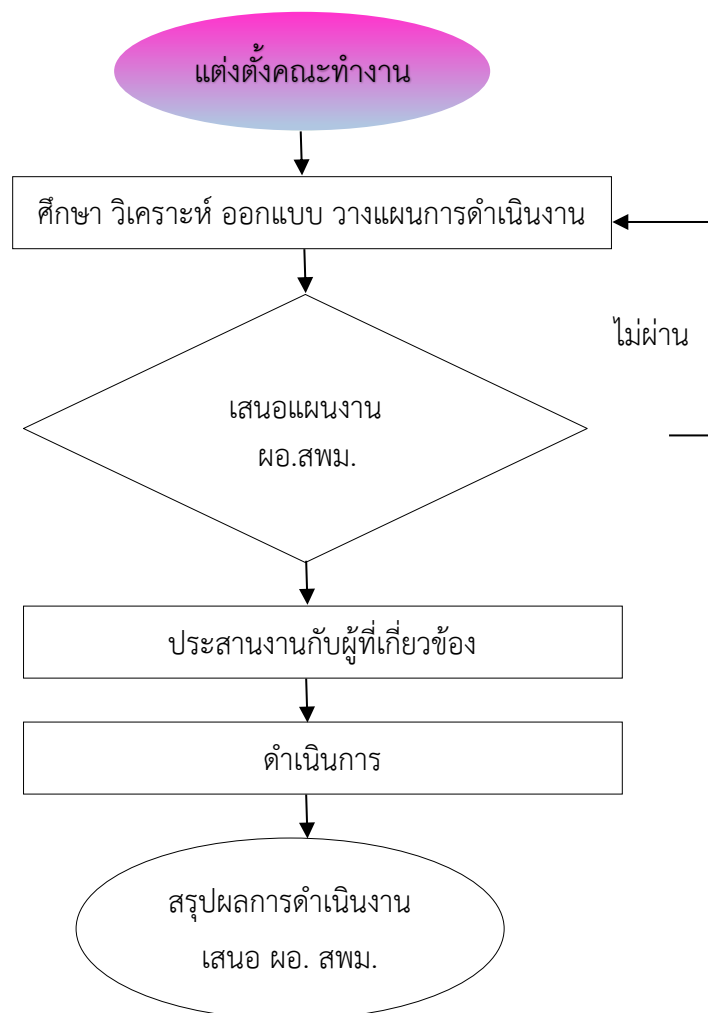 แต่งตั้งคณะทำงาน
ศึกษา วิเคราะห์ ออกแบบ วางแผนการดำเนินงาน
ไม่ผ่าน
เสนอแผนงาน
ผอ.สพม.
ประสานงานกับผู้ที่เกี่ยวข้อง
ดำเนินการ
สรุปผลการดำเนินงาน
เสนอ ผอ. สพม.